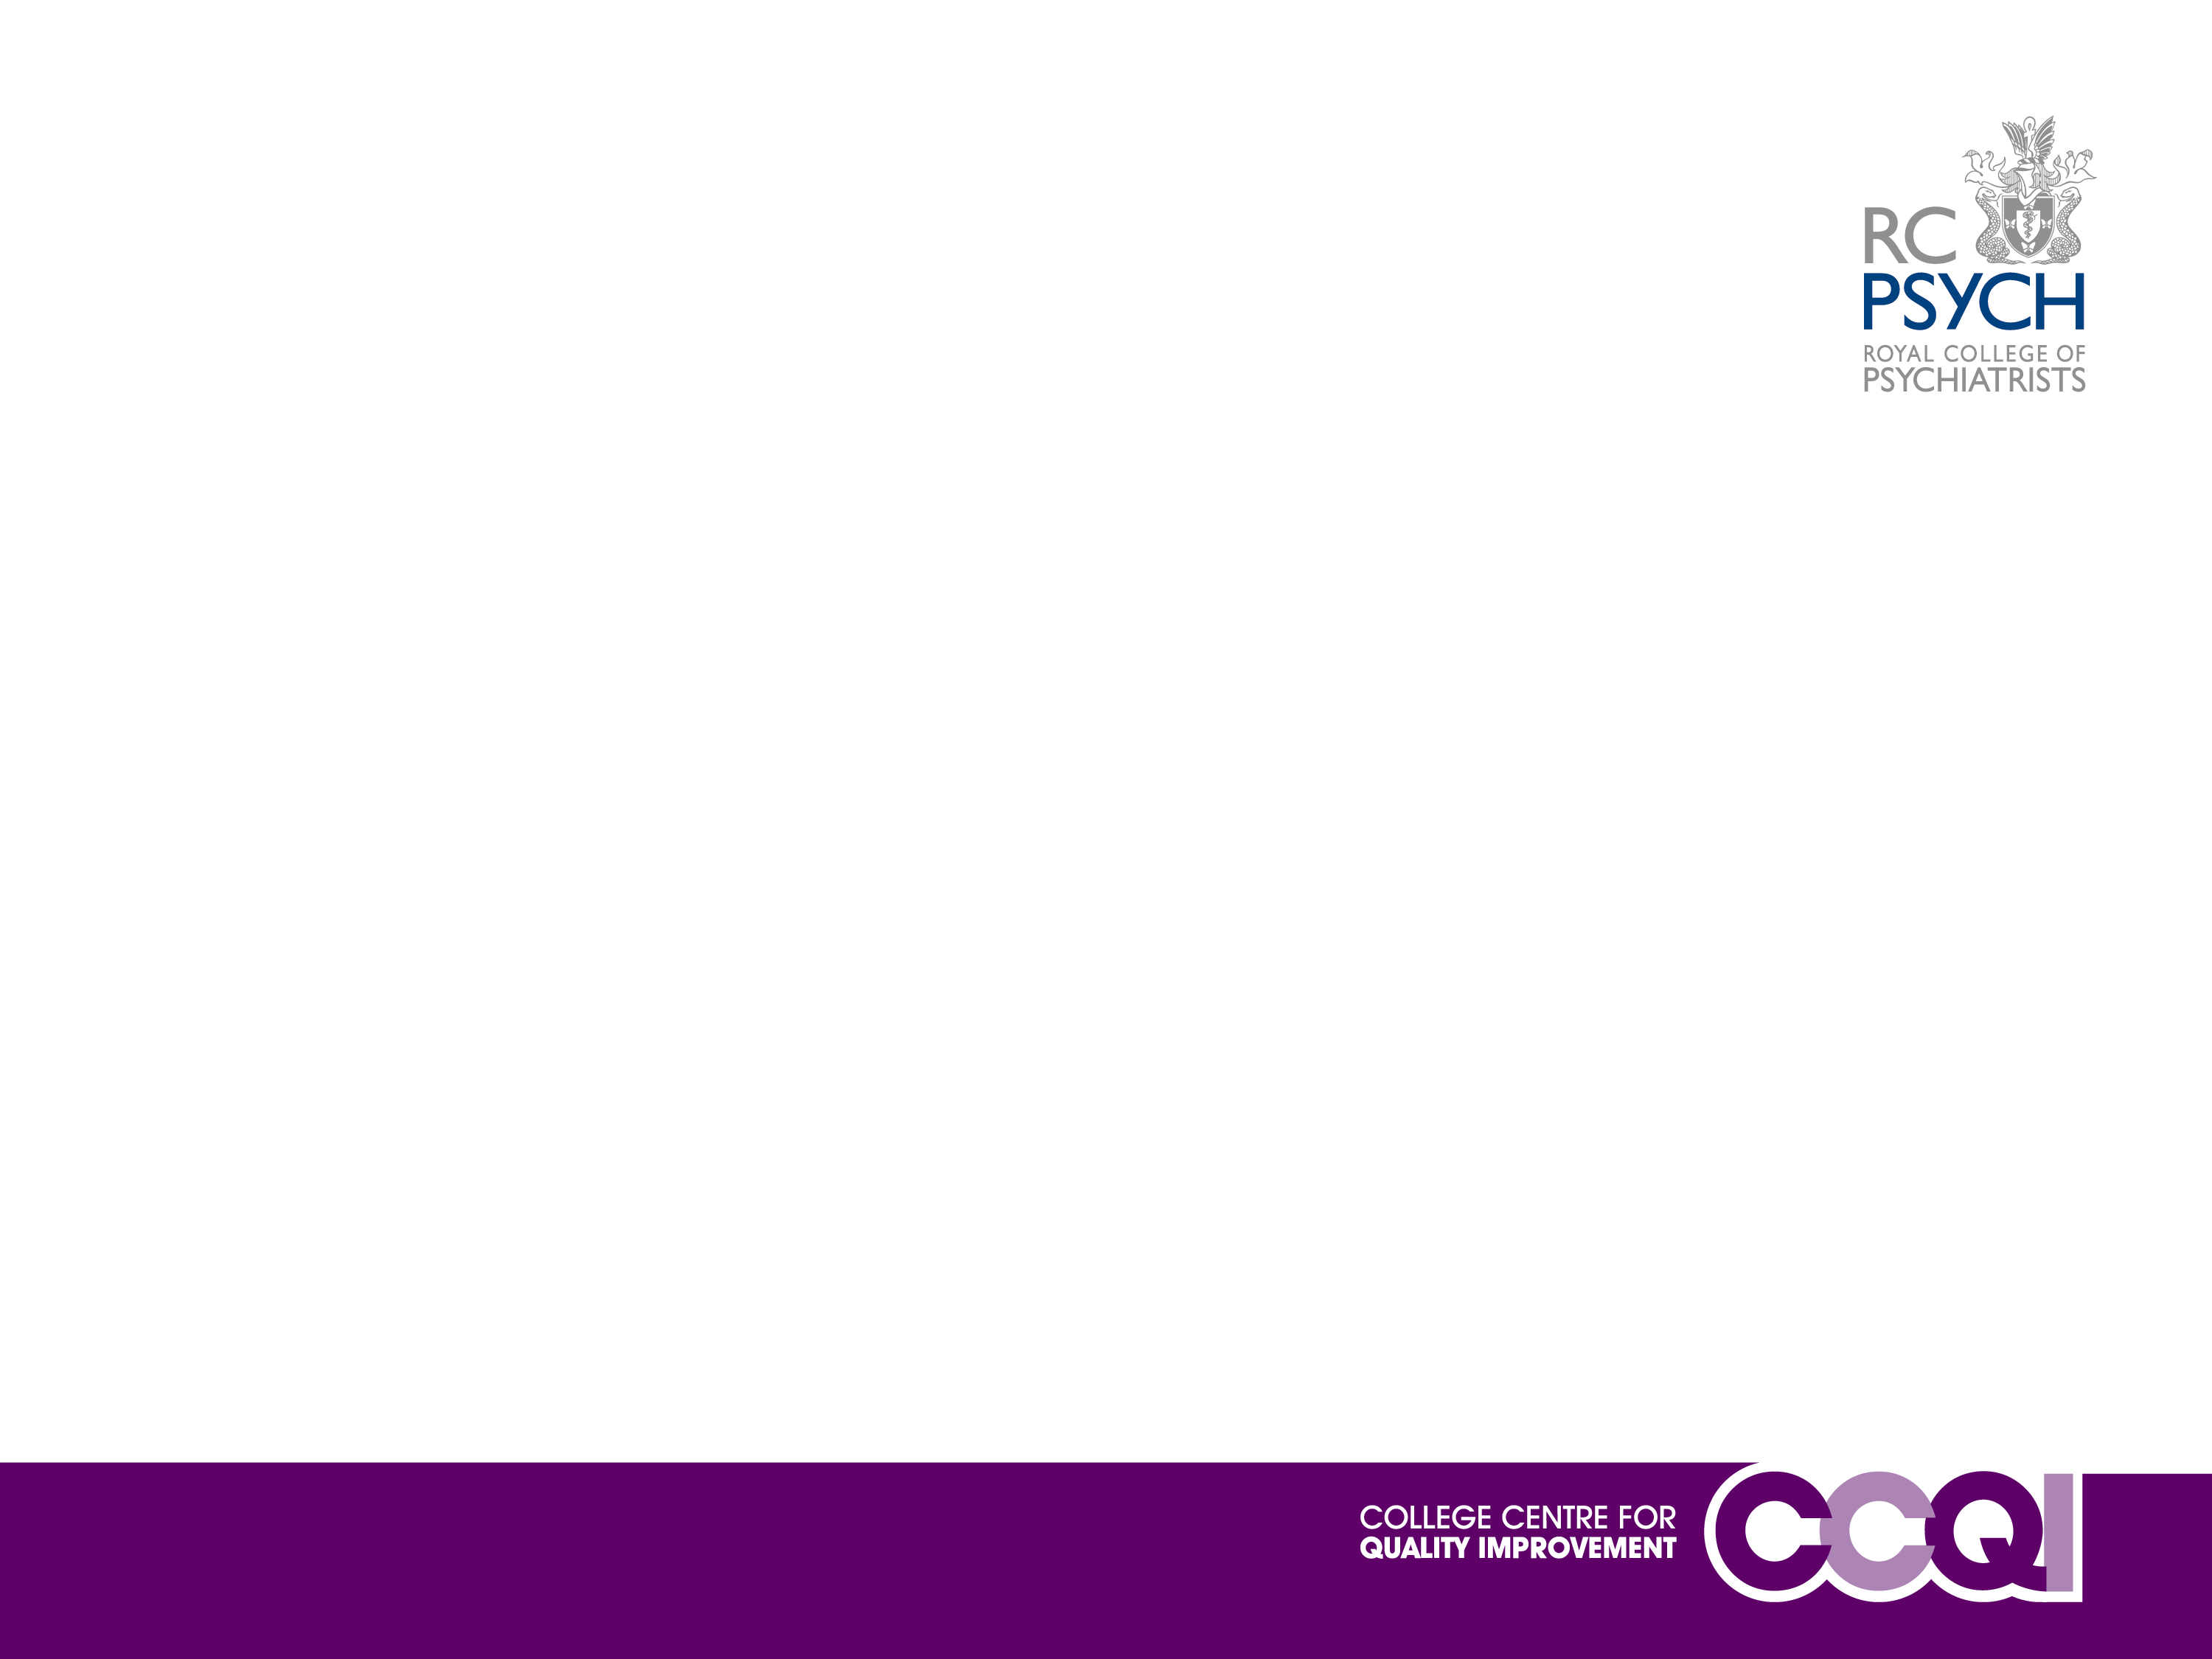 RC
PSYCH
ROYAL COLLEGE OF
PSYCHIATRISTS
COLLEGE CENTRE FOR
QUALITY IMPROVEMENT
CCQI